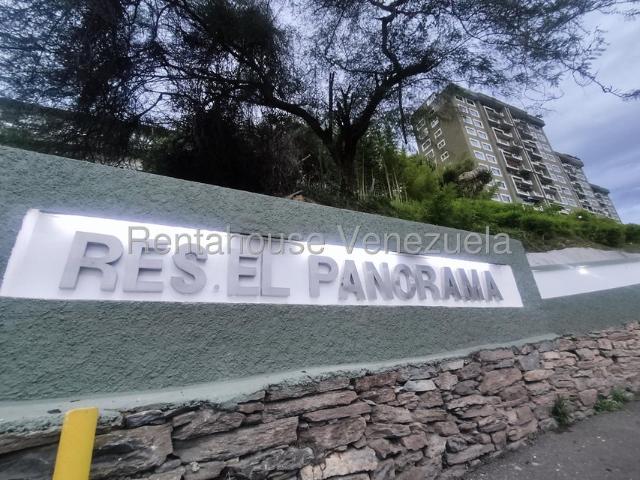 RES. EL PANORAMA
Rentahouse Venezuela